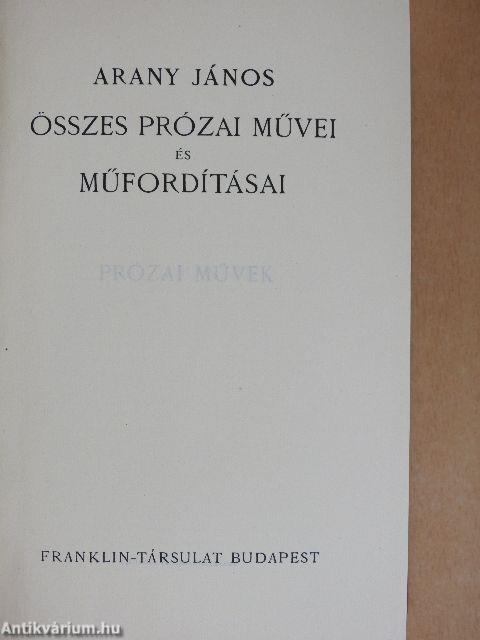 ARANY JÁNOS
ÖSSZES PRÓZAI MŰVEI
ÉS
MŰFORDÍTÁSAI
PRÓZAI MŰVEK
FRANKLIN-TÁRSULAT BUDAPEST
Antikvárium.hu